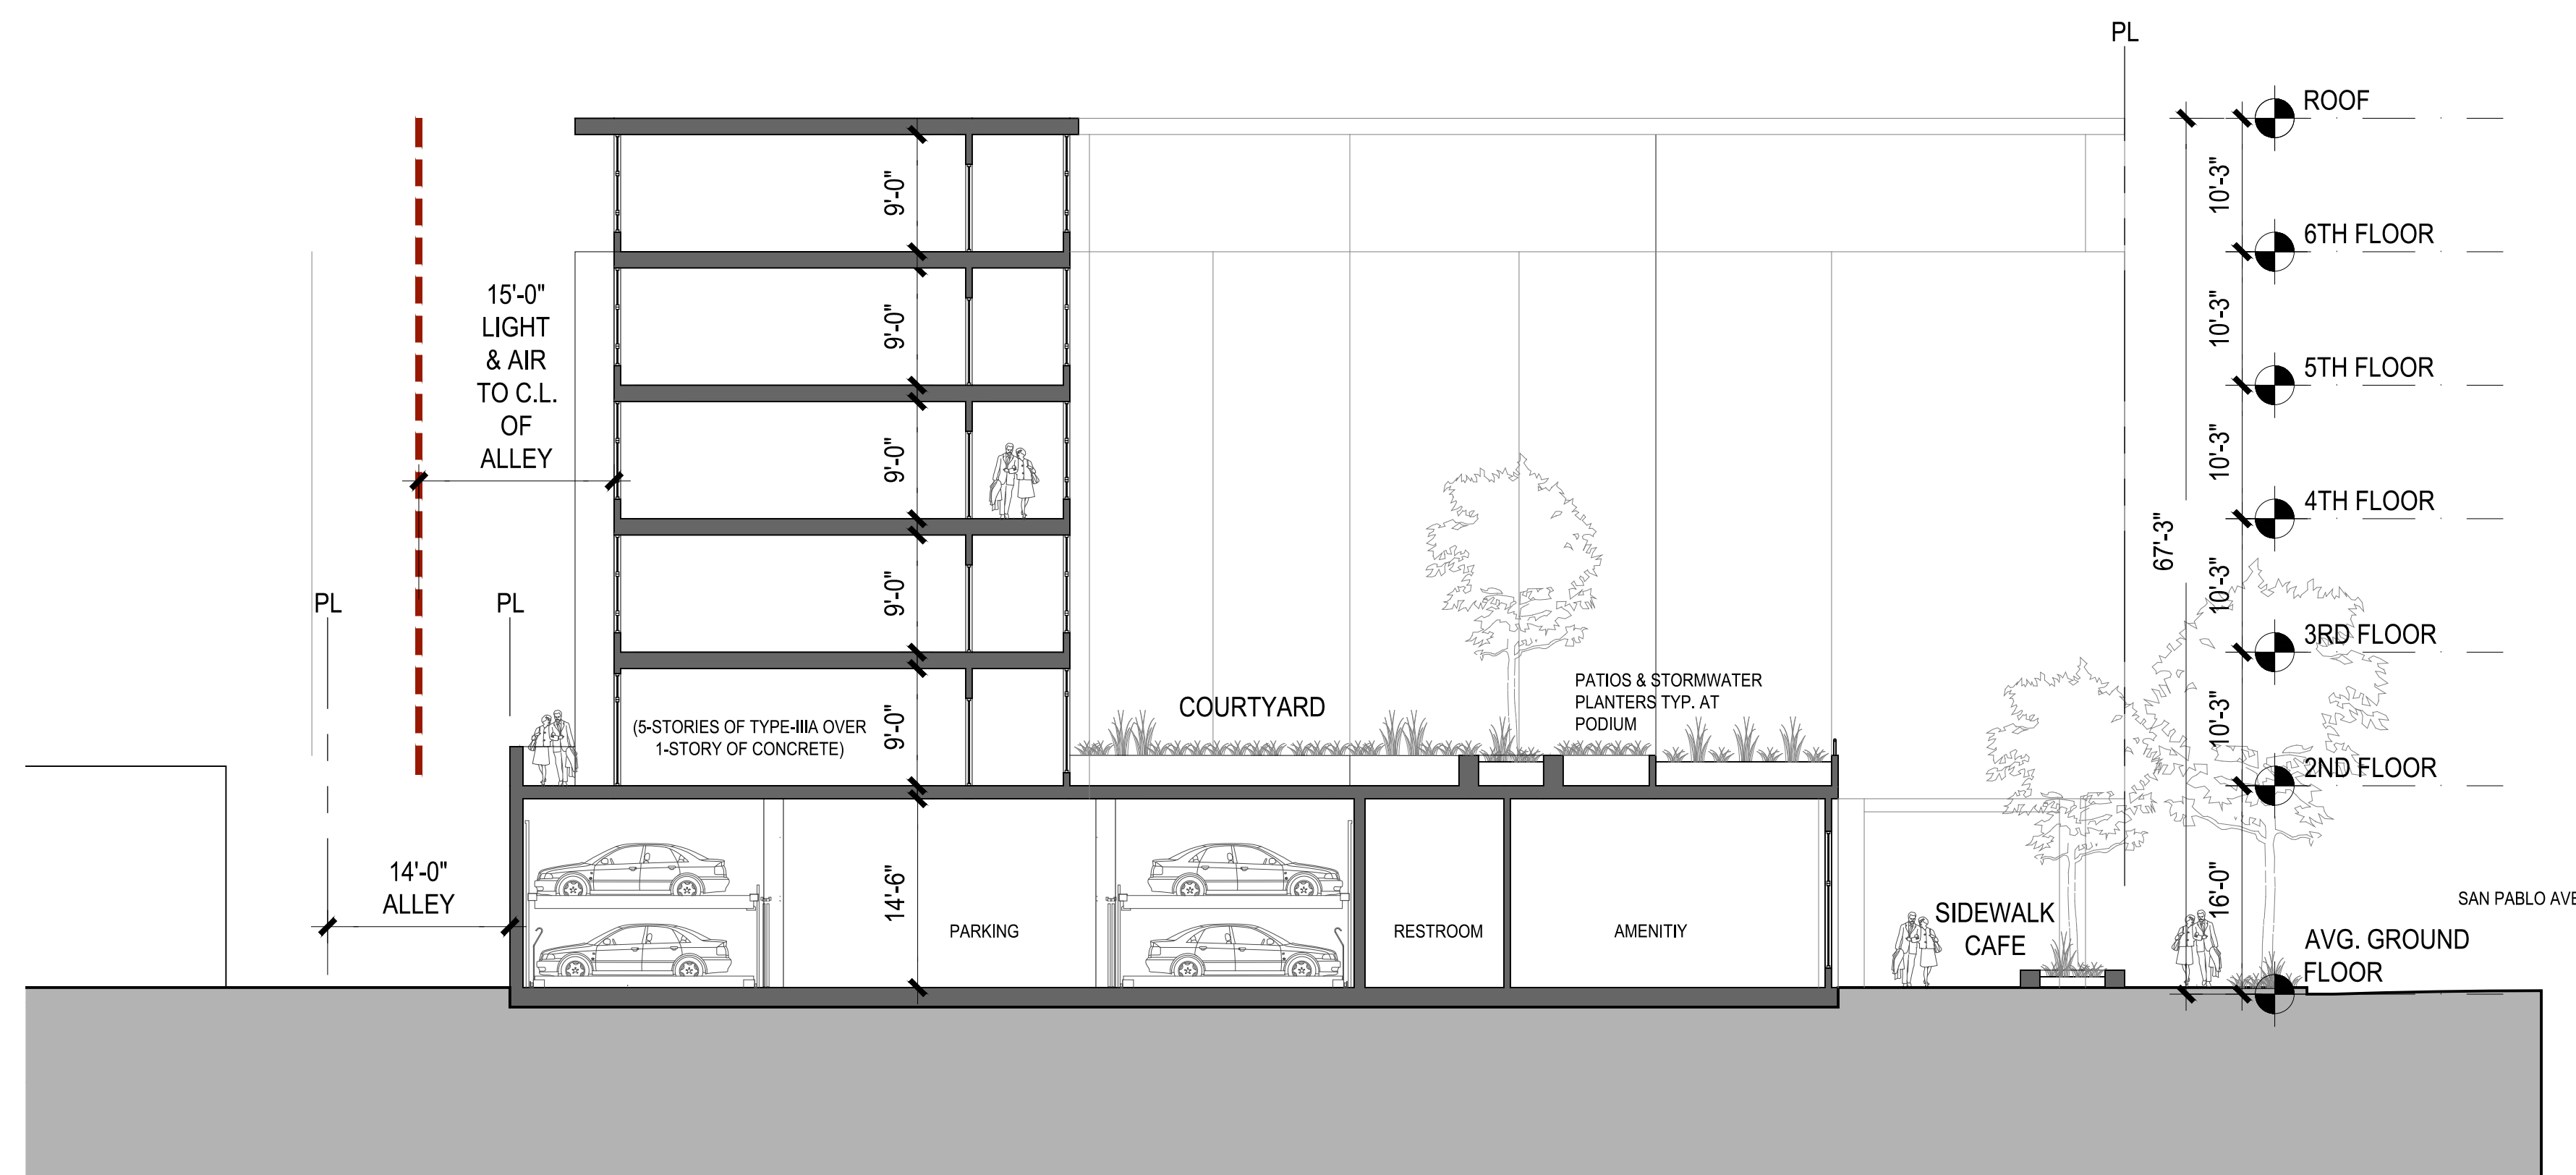 PL
ROOF
10'-3"
6TH FLOOR
10'-3"
5TH FLOOR
10'-3"
4TH FLOOR
67'-3"
10'-3"
3RD FLOOR
10'-3"
2ND FLOOR
16'-0"
AVG. GROUND
FLOOR
SAN PABLO AVE
9'-0"
9'-0"
9'-0"
9'-0"
9'-0"
15'-0"
LIGHT
& AIR
TO C.L.
OF
ALLEY
PL
PL
(5-STORIES OF TYPE-IIIA OVER
1-STORY OF CONCRETE)
COURTYARD
PATIOS & STORMWATER
PLANTERS TYP. AT
PODIUM
14'-0"
ALLEY
14'-6"
PARKING
RESTROOM
AMENITIY
SIDEWALK
CAFE